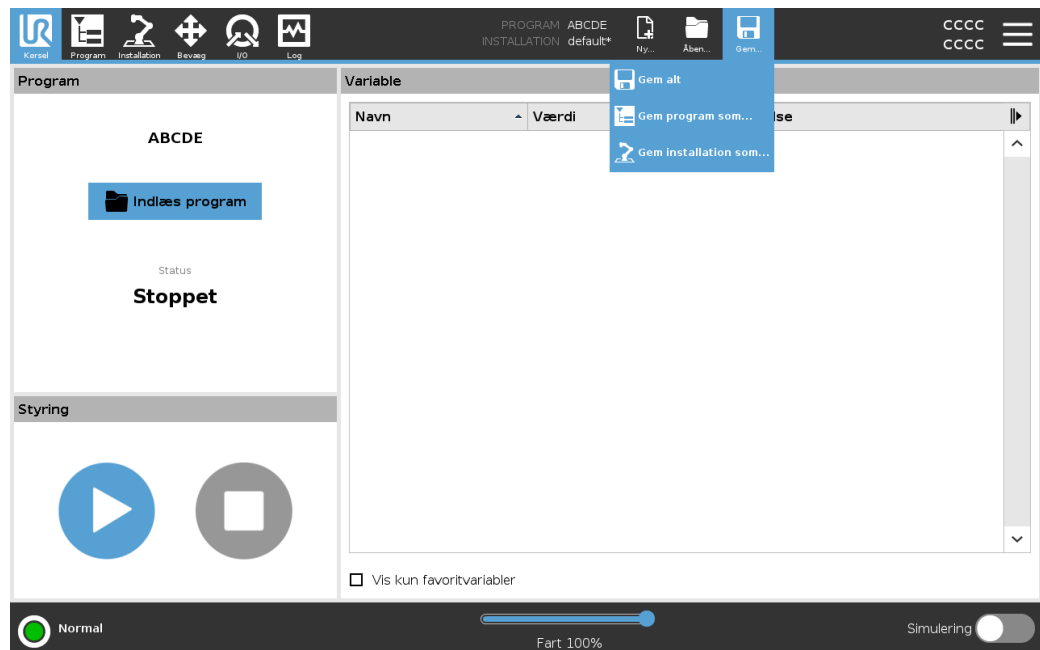 Kørsel
Program
Installation
Bevæg
I/O
Log
PROGRAM ABCDE
INSTALLATION default*
Ny...
Åben...
Gem...
CCCC
CCCC
Gem alt
Gem program som...
Gem installation som...
Program
ABCDE
Indlæs program
Status
Stoppet
Styring
Variable
Navn
Værdi
lse
Vis kun favoritvariabler
Normal
Fart 100%
Simulering